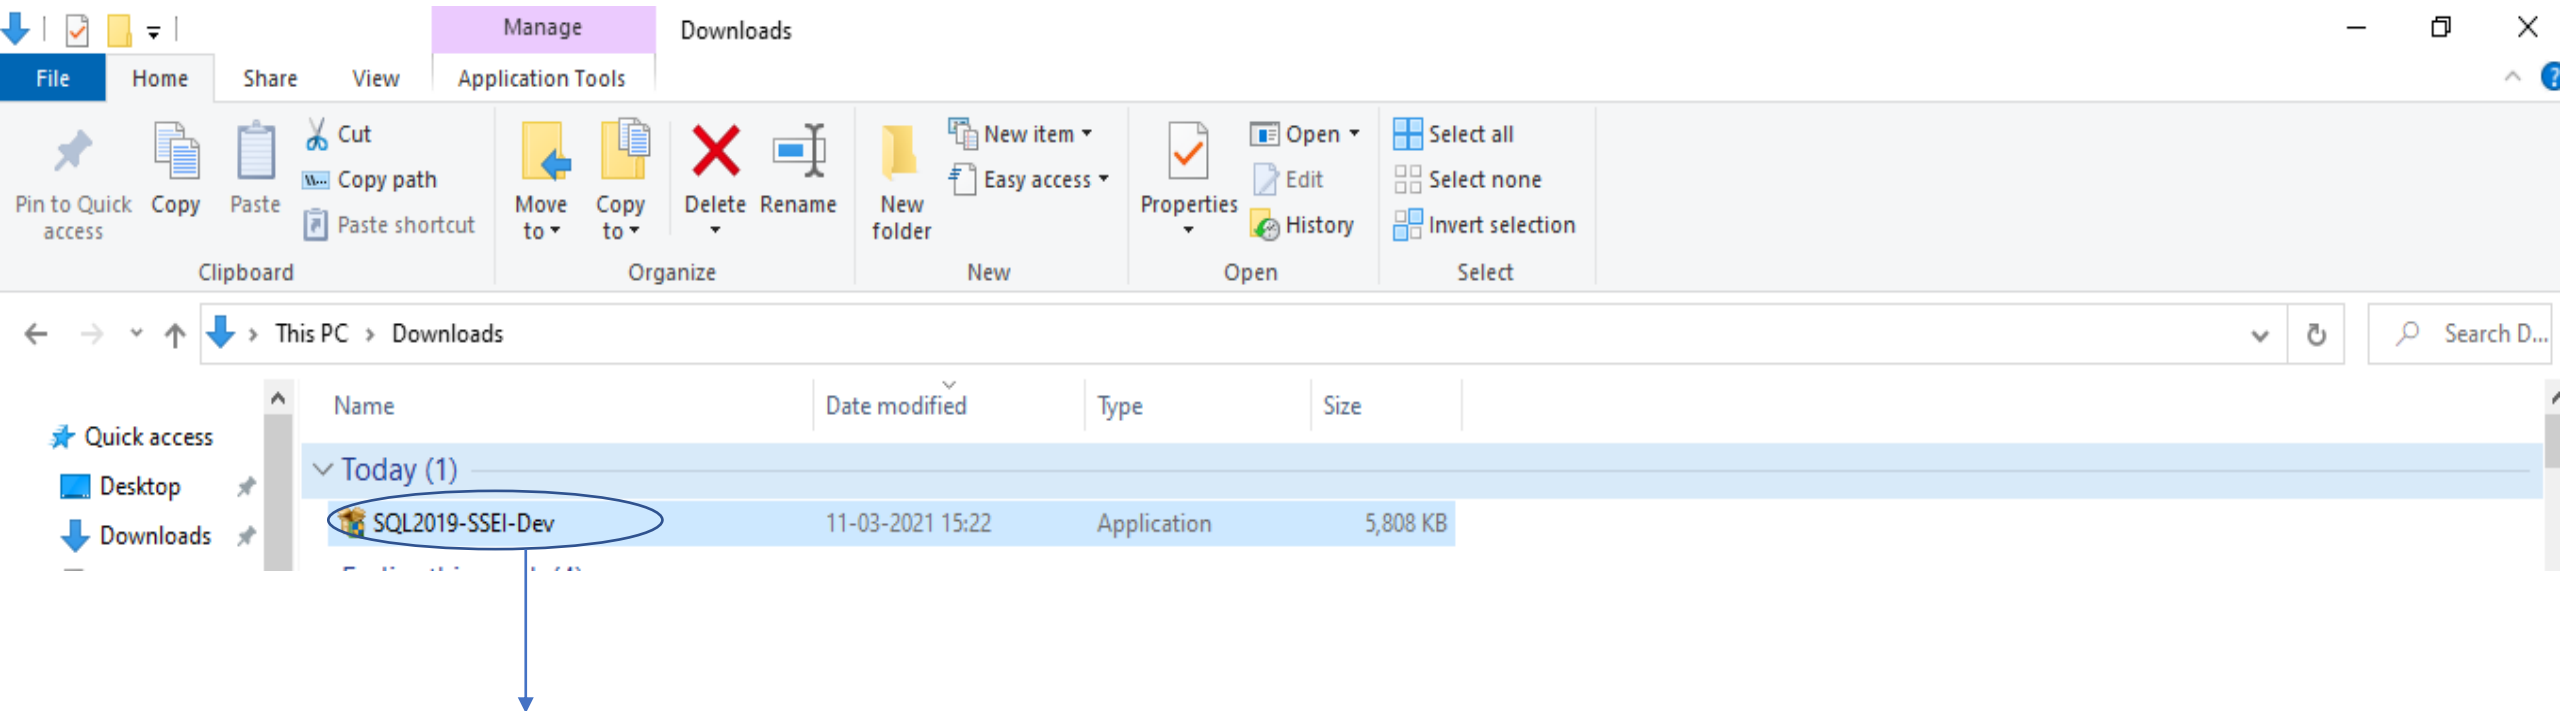 Manage
Downloads
File
Home
Share
View
Application Tools
Pin to Quick
access
Copy
Paste
Cut
Copy path
Paste shortcut
Clipboard
Move
to
Copy
to
Delete
Rename
Organize
New
folder
New item
Easy access
New
Properties
Open
Edit
History
Open
Select all
Select none
Invert selection
Select
This PC
Downloads
Search D...
Quick access
Desktop
Downloads
Name
Date modified
Type
Size
Today (1)
SQL2019-SSEI-Dev
11-03-2021 15:22
Application
5,808 KB